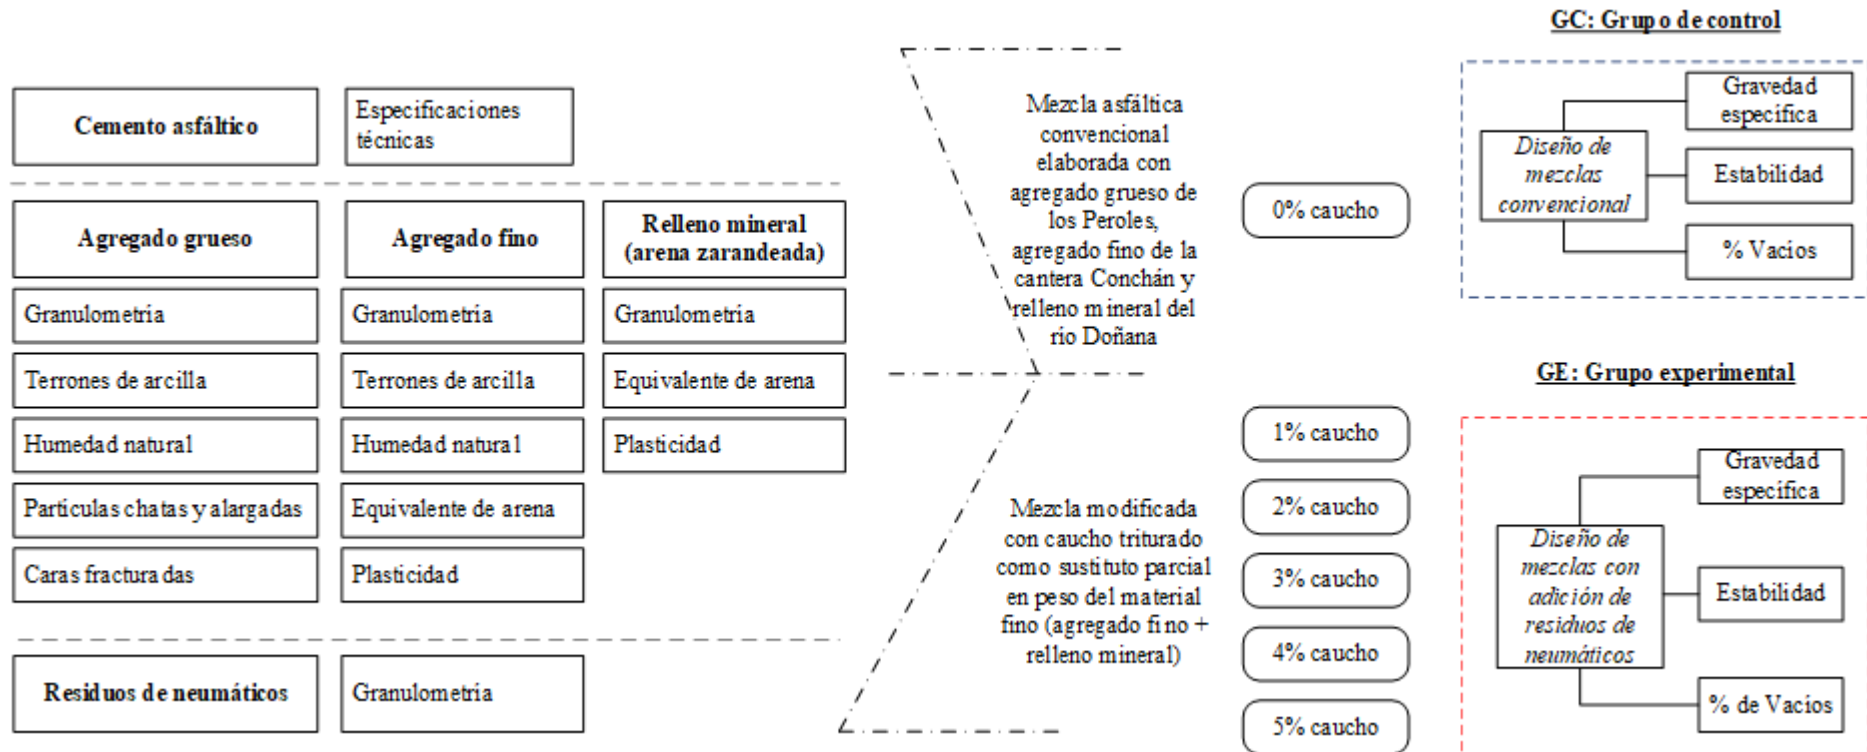 Cemento asfáltico
Especificaciones
técnicas
Agregado grueso
Agregado fino
Relleno mineral
(arena zarandeada)
Granulometría
Granulometría
Granulometría
Terrones de arcilla
Terrones de arcilla
Equivalente de arena
Humedad natural
Humedad natural
Plasticidad
Partículas chatas y alargadas
Equivalente de arena
Caras fracturadas
Plasticidad
Residuos de neumáticos
Granulometría
Mezcla asfáltica
convencional
elaborada con
agregado grueso de
los Peroles,
agregado fino de la
cantera Conchán y
relleno mineral del
rio Doñana
Mezcla modificada
con caucho triturado
como sustituto parcial
en peso del material
fino (agregado fino +
relleno mineral)
0% caucho
1% caucho
2% caucho
3% caucho
4% caucho
5% caucho
GC: Grupo de control
Diseño de
mezclas
convencional
Gravedad
específica
Estabilidad
% Vacios
GE: Grupo experimental
Diseño de
mezclas con
adición de
residuos de
neumáticos
Gravedad
específica
Estabilidad
% de Vacíos